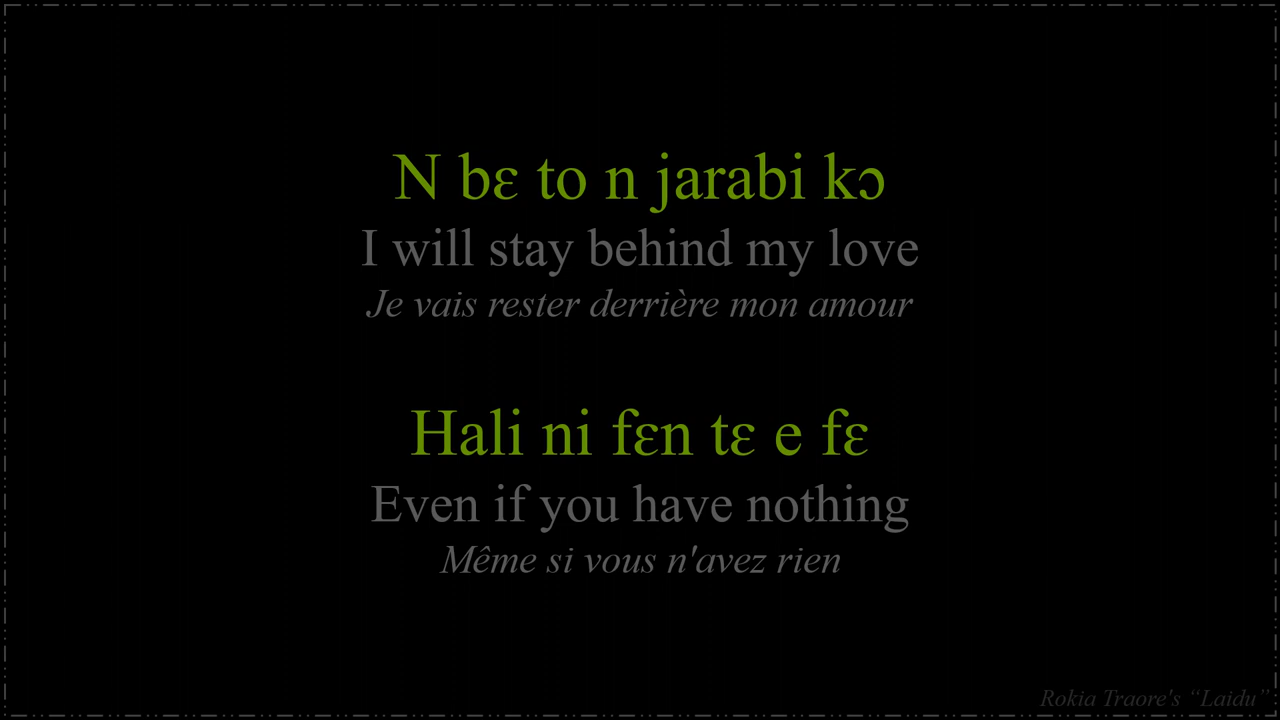 N bɛ to n jarabi kɔ
I will stay behind my love
Je vais rester derrière mon amour
Hali ni fɛn tɛ e fɛ
Even if you have nothing
Même si vous n'avez rien
Rokia Traore's “Laidu”